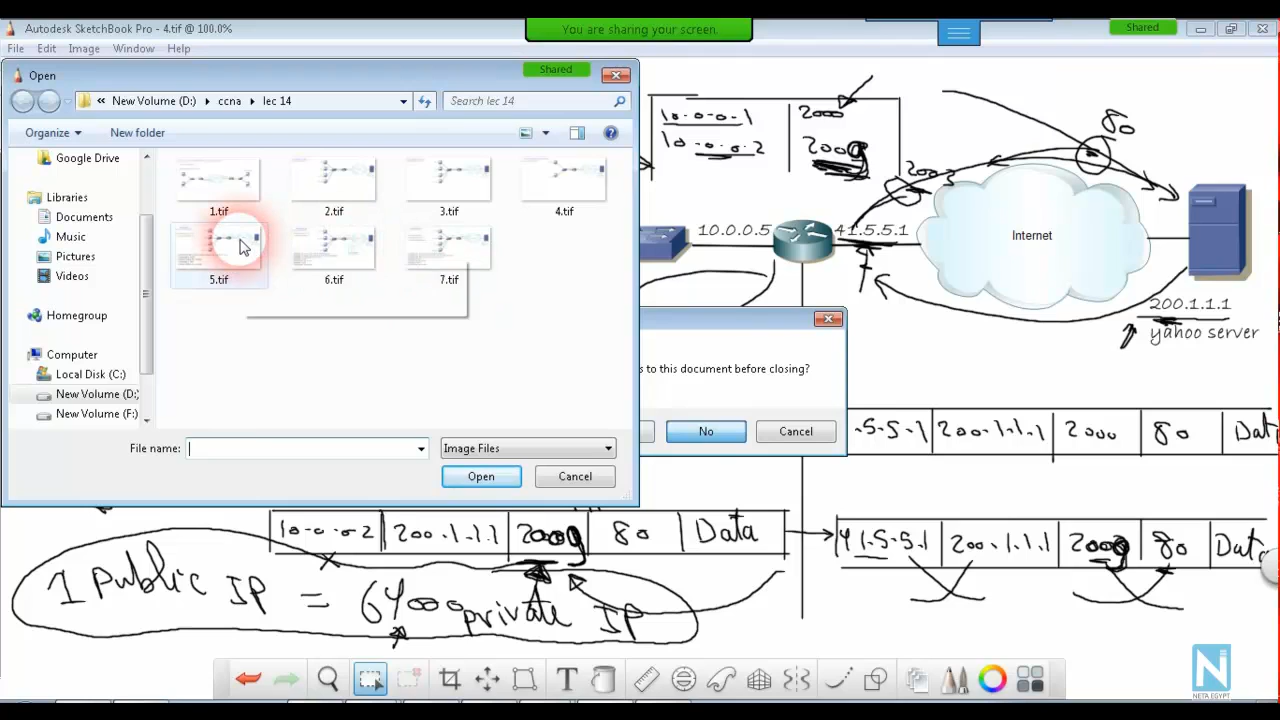 Autodesk SketchBook Pro - 4.tif @ 100.0%
You are sharing your screen.
Shared
File Edit Image Window Help
Open
Shared
« New Volume (D:) ▸ ccna ▸ lec 14
Search lec 14
Organize
New folder
Google Drive
Libraries
Documents
Music
Pictures
Videos
Homegroup
Computer
Local Disk (C:)
New Volume (D:)
New Volume (F:)
1.tif 2.tif 3.tif 4.tif
5.tif 6.tif 7.tif
File name:
Image Files
Open Cancel
10.0.0.1 2000
10.0.0.2
80
10.0.0.5 41.5.5.1
Internet
200.1.1.1
yahoo server
s to this document before closing?
No Cancel
.5.5.1 200.1.1.1 2000 80 Dat
10.0.0.2 200.1.1.1 80 Data
41.5.5.1 200.1.1.1 80 Dat
1 Public IP = 64000 private IP
NETA EGYPT